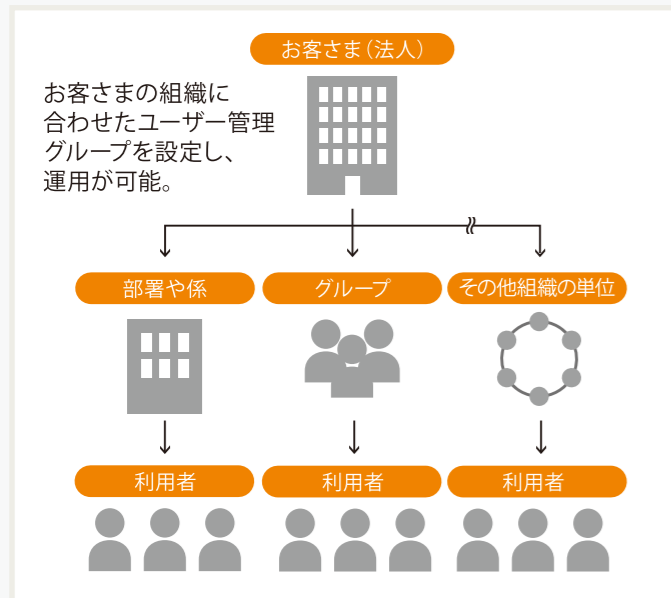 お客さま（法人）
お客さまの組織に
合わせたユーザー管理
グループを設定し、
運用が可能。
部署や係
グループ
その他組織の単位
利用者
利用者
利用者